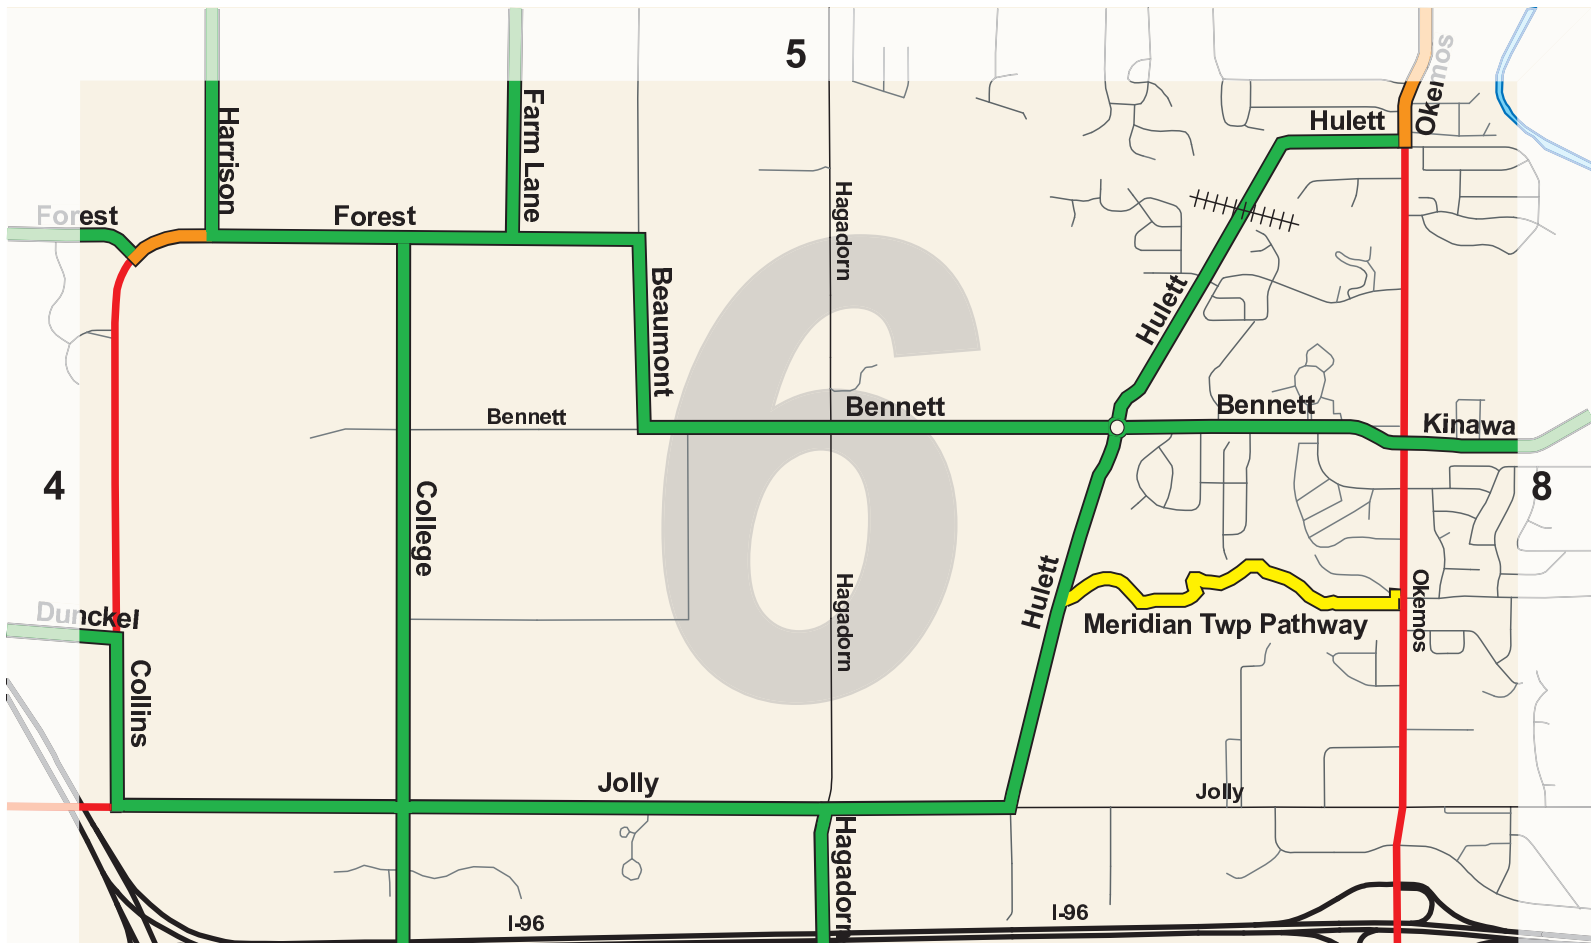 5
Okemos
Hulett
Harrison
Farm Lane
Forest
Forest
Hagadorn
Hulett
Beaumont
Bennett
Bennett
Bennett
Kinawa
4
6
8
College
Hulett
Hagadorn
Okemos
Dunckel
Meridian Twp Pathway
Collins
Jolly
Jolly
Hagadorn
I-96
I-96